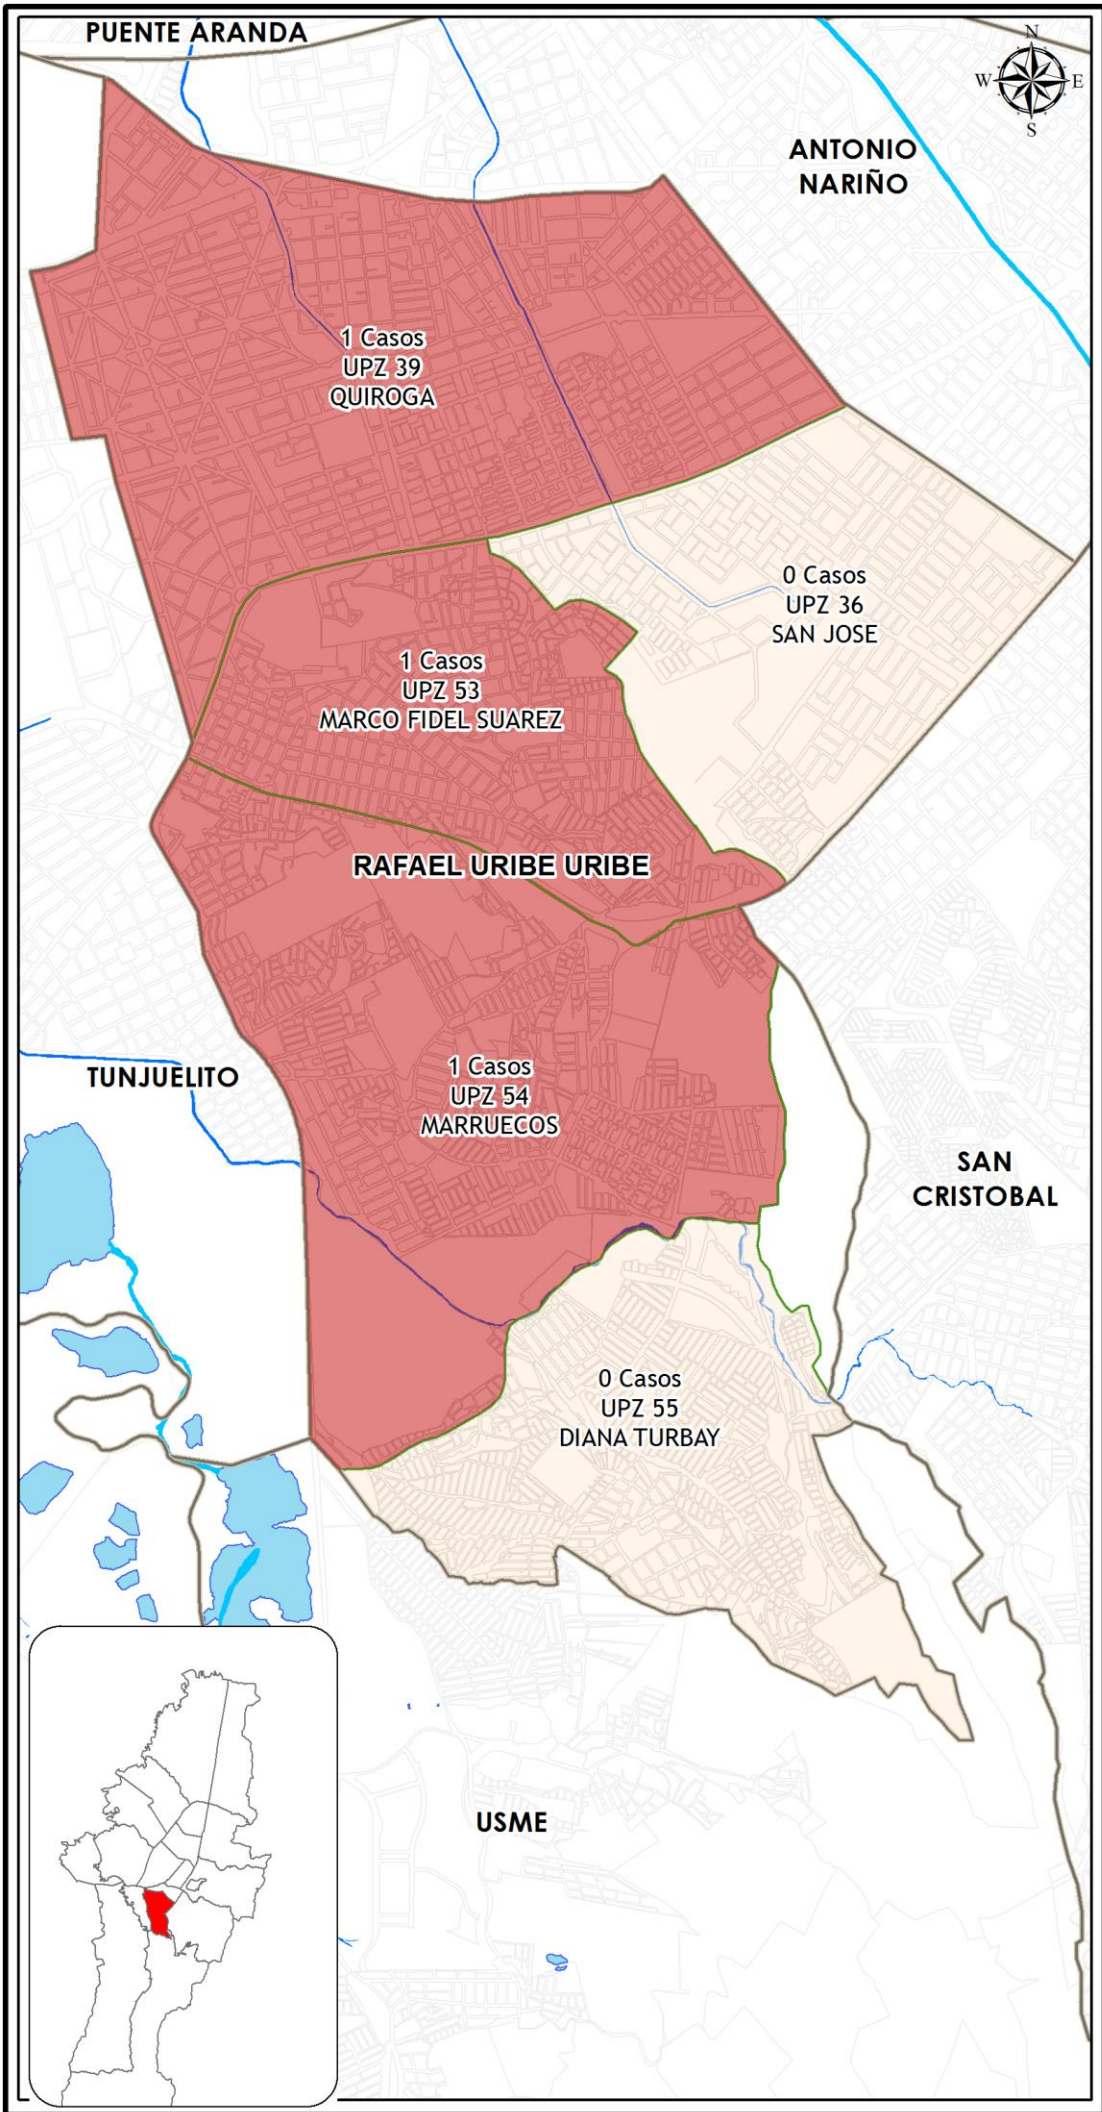 PUENTE ARANDA
N
W
E
S
ANTONIO
NARIÑO
1 Casos
UPZ 39
QUIROGA
0 Casos
UPZ 36
SAN JOSE
1 Casos
UPZ 53
MARCO FIDEL SUAREZ
RAFAEL URIBE URIBE
1 Casos
UPZ 54
MARRUECOS
TUNJUELITO
SAN
CRISTOBAL
0 Casos
UPZ 55
DIANA TURBAY
USME